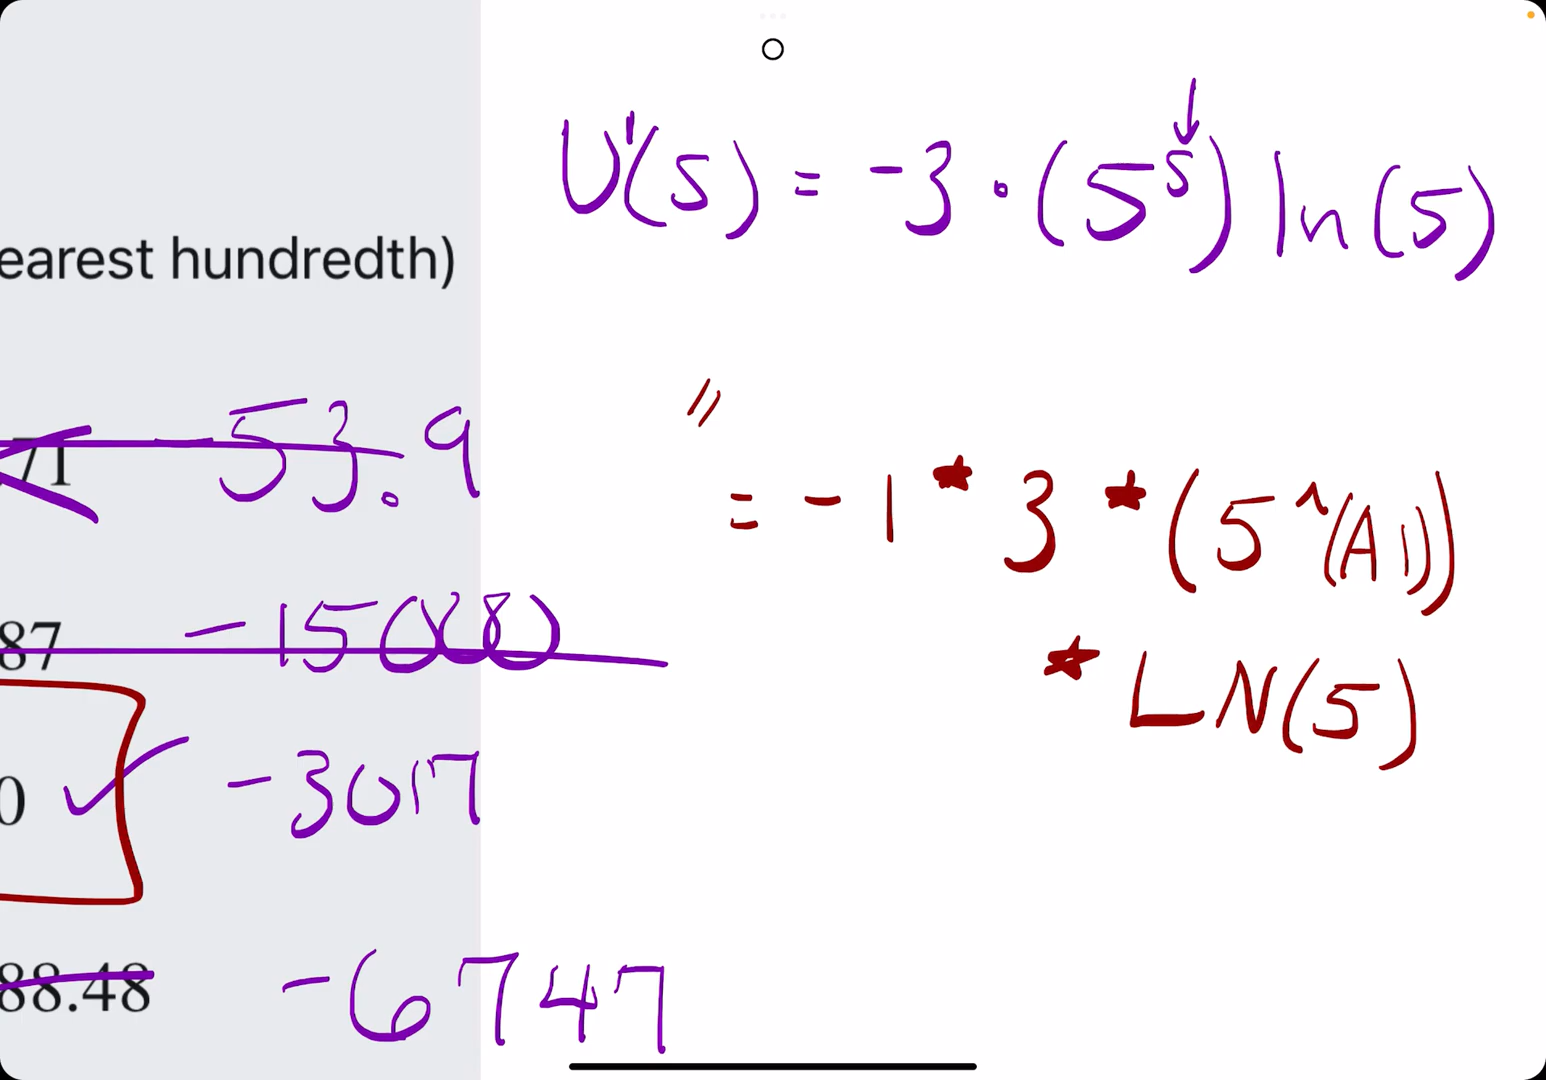 U'(5) = -3 · (5^5) ln(5)
earest hundredth)
71 -53.9
= -1 * 3 * (5^(A1))
87
* LN(5)
0 ✓ -3017
88.48 -6747